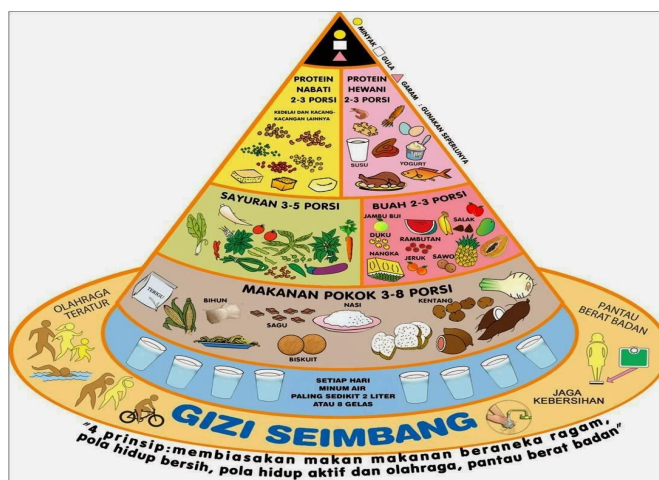 MINYAK GULA GARAM : GUNAKAN SEPERLUNYA
PROTEIN
NABATI
2-3 PORSI
KEDELAI DAN KACANG-
KACANGAN LAINNYA
PROTEIN
HEWANI
2-3 PORSI
SUSU
YOGURT
SAYURAN 3-5 PORSI
BUAH 2-3 PORSI
JAMBU BIJI
SALAK
DUKU
RAMBUTAN
NANGKA
JERUK
SAWO
MAKANAN POKOK 3-8 PORSI
TERIGU
BIHUN
NASI
KENTANG
SAGU
BISKUIT
OLAHRAGA
TERATUR
PANTAU
BERAT BADAN
SETIAP HARI
MINUM AIR
PALING SEDIKIT 2 LITER
ATAU 8 GELAS
JAGA
KEBERSIHAN
GIZI SEIMBANG
"4 prinsip:membiasakan makan makanan beraneka ragam,
pola hidup bersih, pola hidup aktif dan olahraga, pantau berat badan"